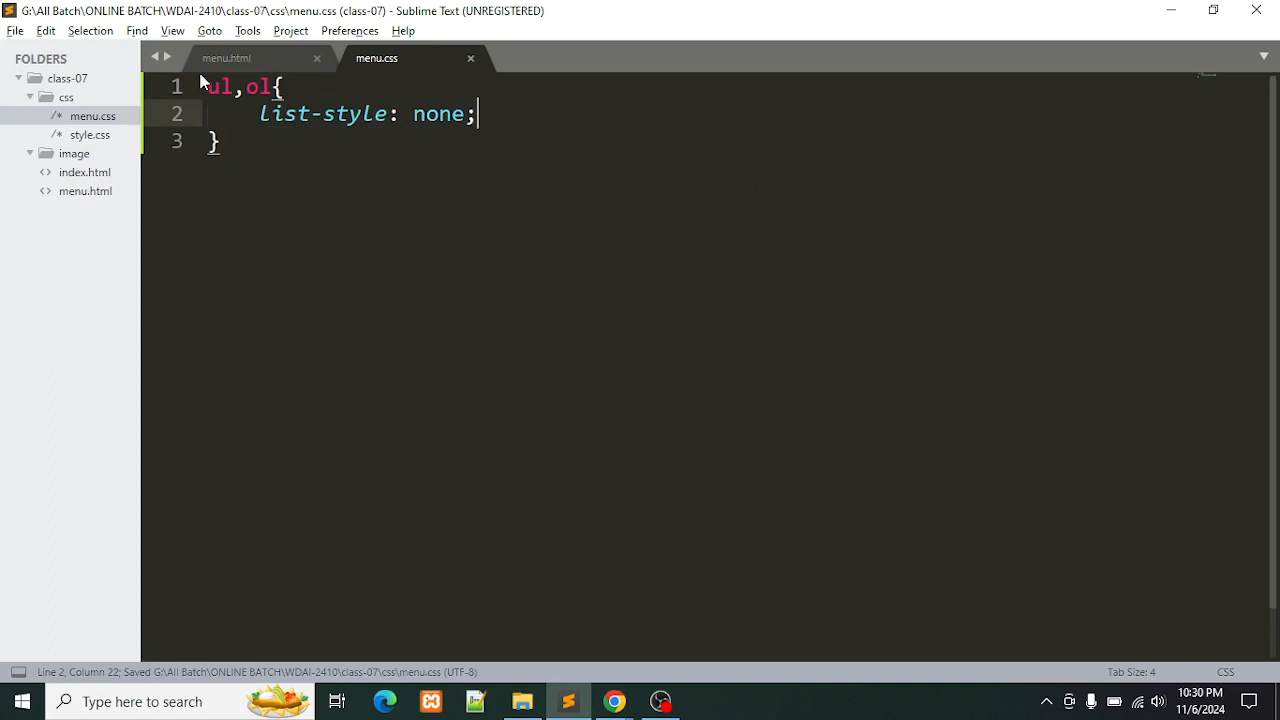 G:\All Batch\ONLINE BATCH\WDAI-2410\class-07\css\menu.css (class-07) - Sublime Text (UNREGISTERED)
File Edit Selection Find View Goto Tools Project Preferences Help
FOLDERS
class-07
css
/* menu.css
/* style.css
image
<> index.html
<> menu.html
menu.html
menu.css
1 ul,ol{
2 list-style: none;
3 }
Line 2, Column 22; Saved G:\All Batch\ONLINE BATCH\WDAI-2410\class-07\css\menu.css (UTF-8)
Tab Size: 4
CSS
Type here to search
10:30 PM
11/6/2024